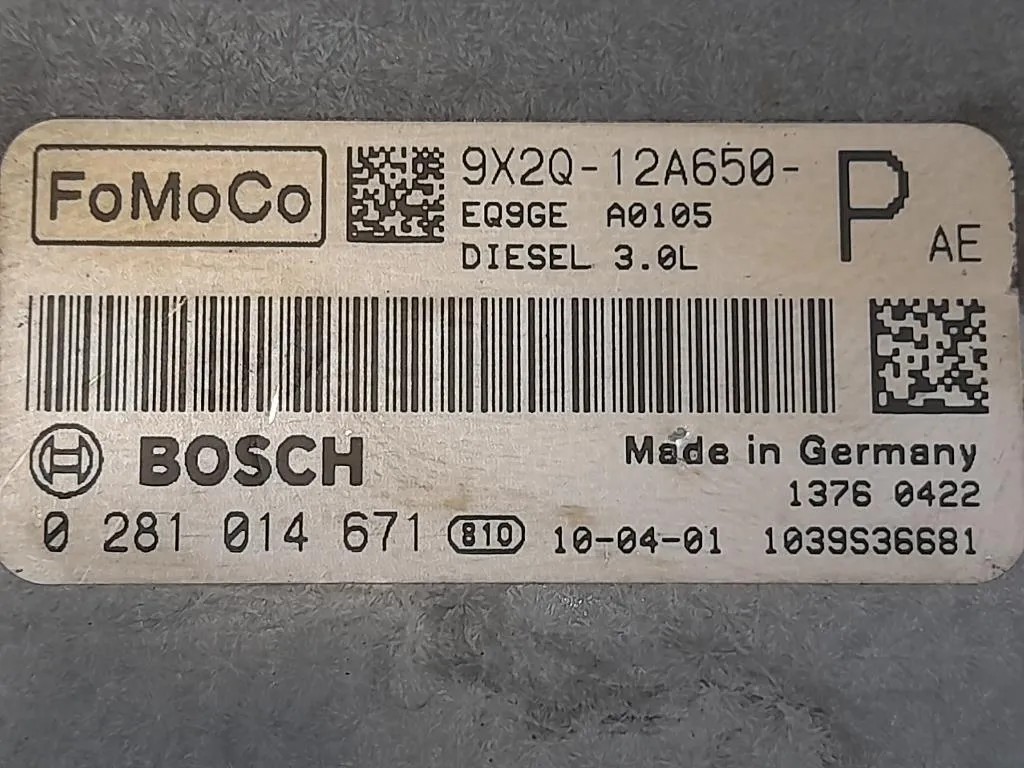 FoMoCo
9X2Q-12A650-
P
AE
EQ9GE A0105
DIESEL 3.0L
BOSCH
Made in Germany
1376 0422
0 281 014 671 810 10-04-01 1039S36681